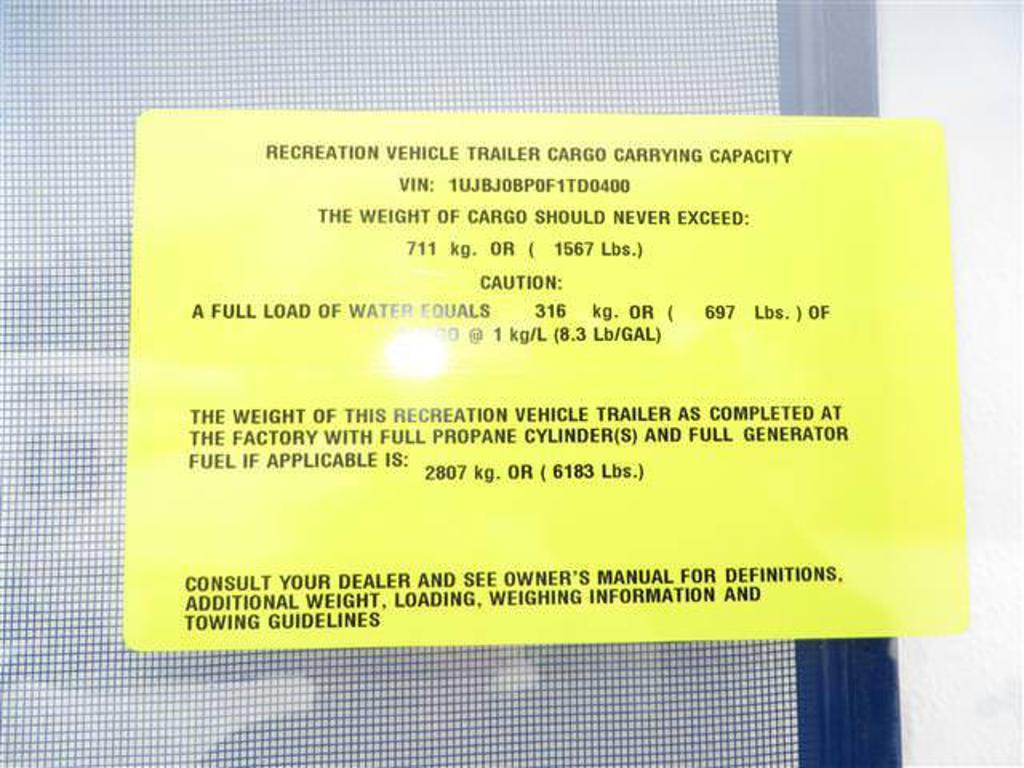 RECREATION VEHICLE TRAILER CARGO CARRYING CAPACITY
VIN: 1UJBJ0BP0F1TD0400
THE WEIGHT OF CARGO SHOULD NEVER EXCEED:
711 kg. OR ( 1567 Lbs.)
CAUTION:
A FULL LOAD OF WATER EQUALS 316 kg. OR ( 697 Lbs. ) OF
@ 1 kg/L (8.3 Lb/GAL)
THE WEIGHT OF THIS RECREATION VEHICLE TRAILER AS COMPLETED AT
THE FACTORY WITH FULL PROPANE CYLINDER(S) AND FULL GENERATOR
FUEL IF APPLICABLE IS: 2807 kg. OR ( 6183 Lbs.)
CONSULT YOUR DEALER AND SEE OWNER'S MANUAL FOR DEFINITIONS,
ADDITIONAL WEIGHT, LOADING, WEIGHING INFORMATION AND
TOWING GUIDELINES